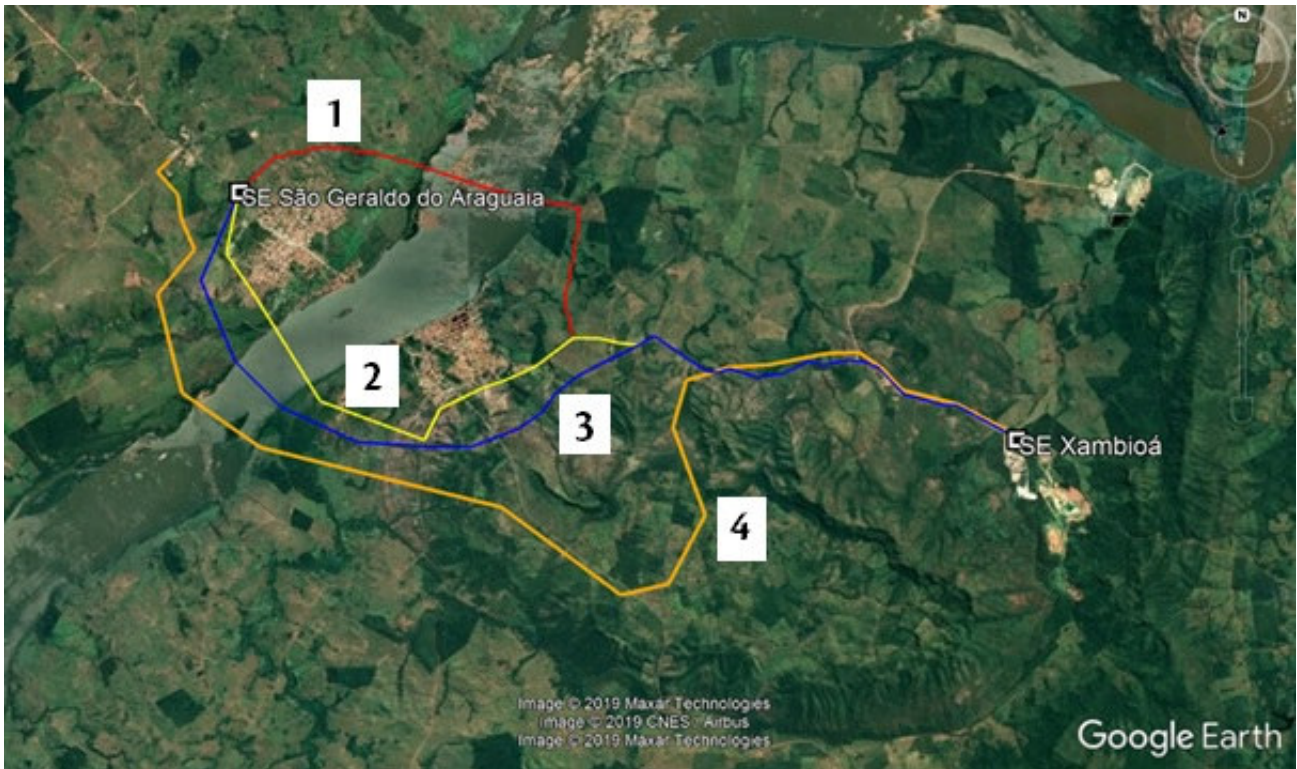 N
1
SE São Geraldo do Araguaia
2
3
SE Xambioá
4
Image © 2019 Maxar Technologies
Image © 2019 CNES / Airbus
Image © 2019 Maxar Technologies
Google Earth